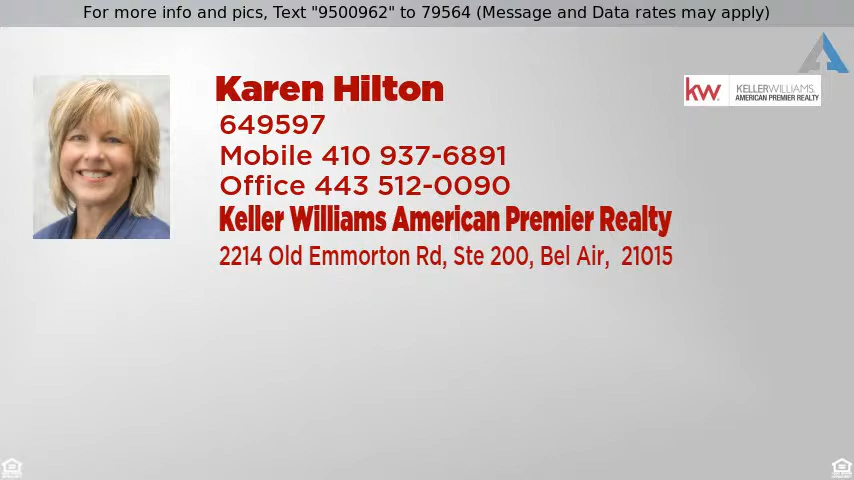 For more info and pics, Text "9500962" to 79564 (Message and Data rates may apply)
Karen Hilton
649597
Mobile 410 937-6891
Office 443 512-0090
Keller Williams American Premier Realty
2214 Old Emmorton Rd, Ste 200, Bel Air, 21015
kw
KELLERWILLIAMS.
AMERICAN PREMIER REALTY